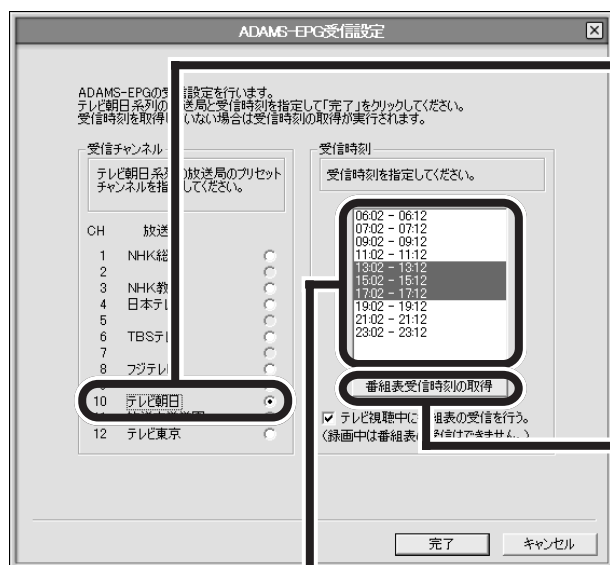 ADAMS-EPG受信設定
ADAMS-EPGの 設定を行います。
テレビ朝日系列の 送局と受信時刻を指定して「完了」をクリックしてください。
受信時刻を取得 いない場合は受信時刻の取得が実行されます。
受信チャンネル
テレビ朝日系 放送局のプリセット
チャンネルを指 してください。
CH 放送
1 NHK総
2
3 NHK教
4 日本テレ
5
6 TBSテ
7
8 フジテレ
10 テレビ朝日
12 テレビ東京
受信時刻
受信時刻を指定してください。
06:02 - 06:12
07:02 - 07:12
09:02 - 09:12
11:02 - 11:12
13:02 - 13:12
15:02 - 15:12
17:02 - 17:12
19:02 - 19:12
21:02 - 21:12
23:02 - 23:12
番組表受信時刻の取得
テレビ視聴中に 組表の受信を行う。
(録画中は番組表 受信はできません。)
完了 キャンセル